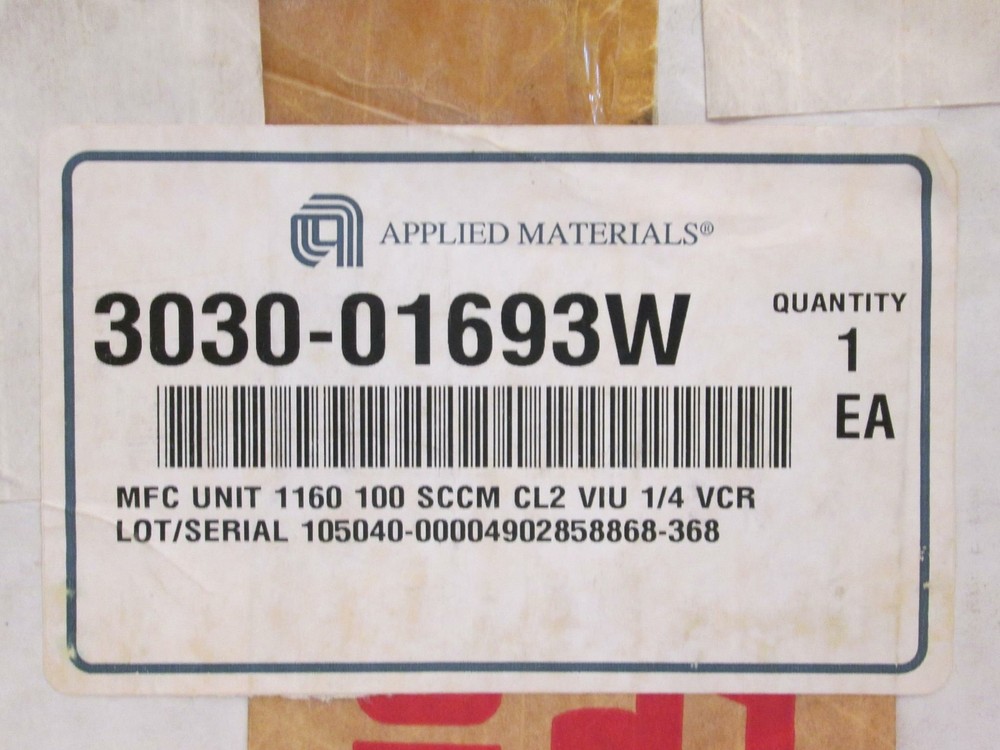 APPLIED MATERIALS®
3030-01693W
QUANTITY
1
EA
MFC UNIT 1160 100 SCCM CL2 VIU 1/4 VCR
LOT/SERIAL 105040-00004902858868-368